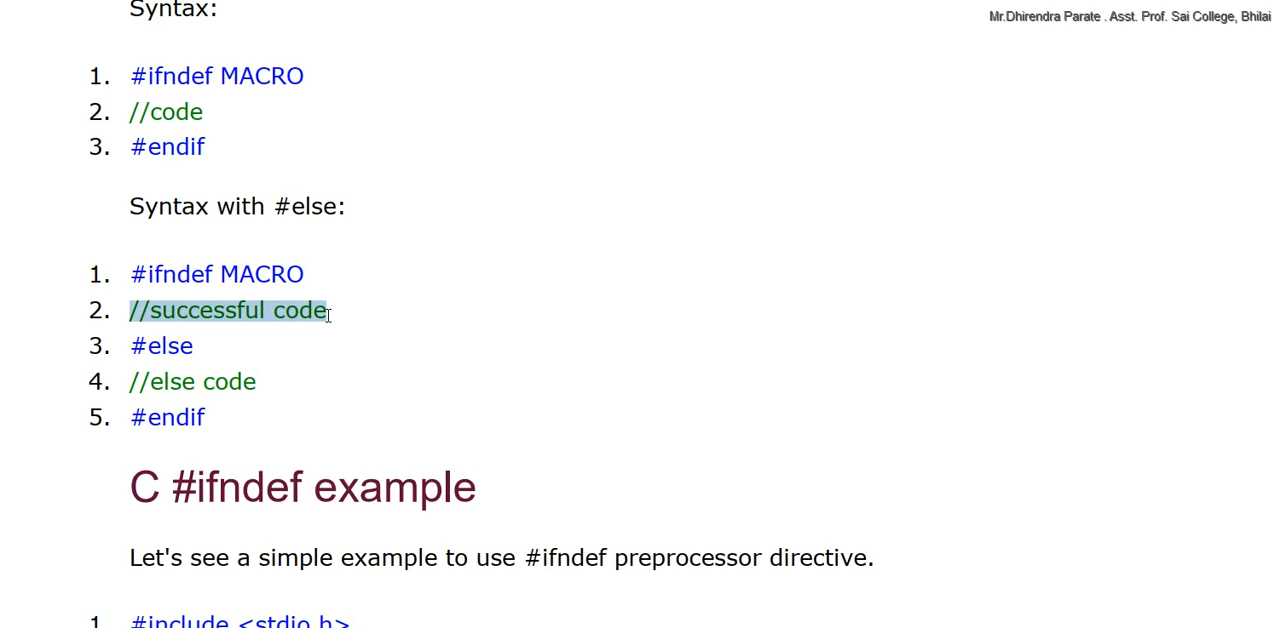 Syntax:
Mr.Dhirendra Parate . Asst. Prof. Sai College, Bhilai
1. #ifndef MACRO
2. //code
3. #endif
Syntax with #else:
1. #ifndef MACRO
2. //successful code
3. #else
4. //else code
5. #endif
C #ifndef example
Let's see a simple example to use #ifndef preprocessor directive.
1. #include <stdio.h>